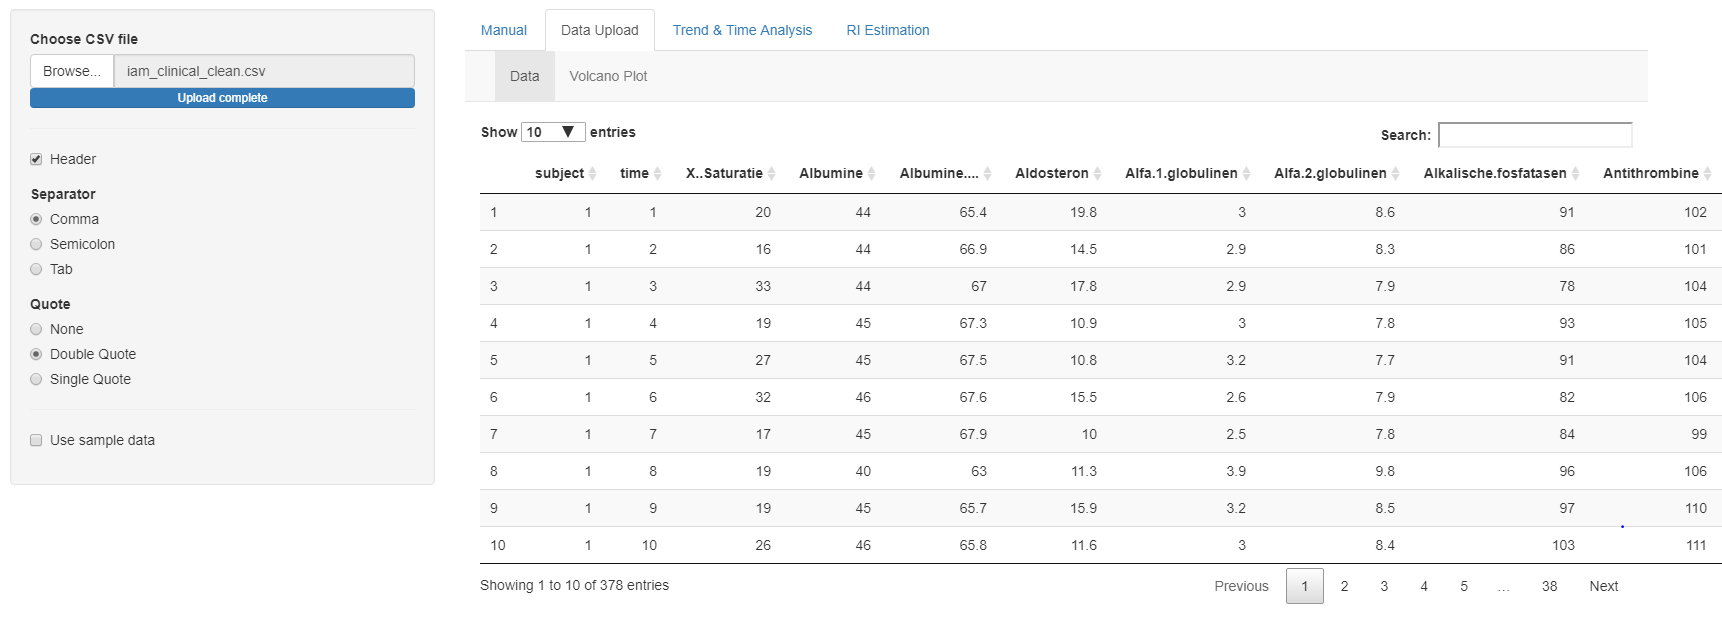 Choose CSV file
Browse... iam_clinical_clean.csv
Upload complete
Header
Separator
Comma
Semicolon
Tab
Quote
None
Double Quote
Single Quote
Use sample data
Manual Data Upload Trend & Time Analysis RI Estimation
Data Volcano Plot
Show 10 entries Search:
subject time X..Saturatie Albumine Albumine.... Aldosteron Alfa.1.globulinen Alfa.2.globulinen Alkalische.fosfatasen Antithrombine
1 1 1 20 44 65.4 19.8 3 8.6 91 102
2 1 2 16 44 66.9 14.5 2.9 8.3 86 101
3 1 3 33 44 67 17.8 2.9 7.9 78 104
4 1 4 19 45 67.3 10.9 3 7.8 93 105
5 1 5 27 45 67.5 10.8 3.2 7.7 91 104
6 1 6 32 46 67.6 15.5 2.6 7.9 82 106
7 1 7 17 45 67.9 10 2.5 7.8 84 99
8 1 8 19 40 63 11.3 3.9 9.8 96 106
9 1 9 19 45 65.7 15.9 3.2 8.5 97 110
10 1 10 26 46 65.8 11.6 3 8.4 103 111
Showing 1 to 10 of 378 entries Previous 1 2 3 4 5 … 38 Next